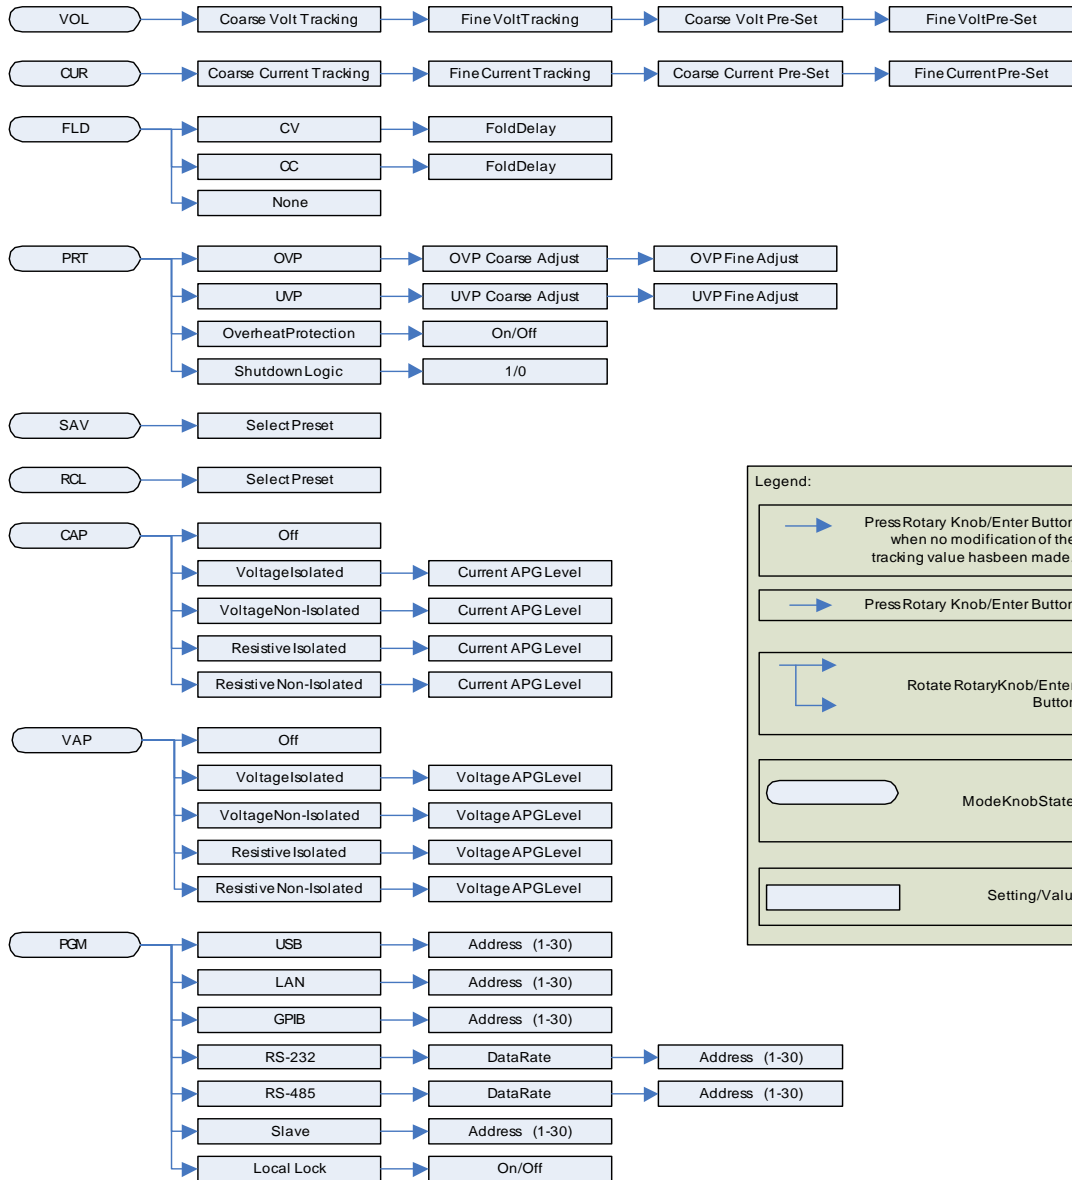 VOL Coarse Volt Tracking Fine Volt Tracking Coarse Volt Pre-Set Fine Volt Pre-Set
CUR Coarse Current Tracking Fine Current Tracking Coarse Current Pre-Set Fine Current Pre-Set
FLD CV Fold Delay
CC Fold Delay
None
PRT OVP OVP Coarse Adjust OVP Fine Adjust
UVP UVP Coarse Adjust UVP Fine Adjust
Overheat Protection On/Off
Shutdown Logic 1/0
SAV Select Preset
RCL Select Preset
CAP Off
Voltage Isolated Current APG Level
Voltage Non-Isolated Current APG Level
Resistive Isolated Current APG Level
Resistive Non-Isolated Current APG Level
VAP Off
Voltage Isolated Voltage APG Level
Voltage Non-Isolated Voltage APG Level
Resistive Isolated Voltage APG Level
Resistive Non-Isolated Voltage APG Level
PGM USB Address (1-30)
LAN Address (1-30)
GPIB Address (1-30)
RS-232 Data Rate Address (1-30)
RS-485 Data Rate Address (1-30)
Slave Address (1-30)
Local Lock On/Off
Legend:
Press Rotary Knob/Enter Button
when no modification of the
tracking value has been made.
Press Rotary Knob/Enter Button
Rotate Rotary Knob/Enter
Button
Mode Knob State
Setting/Valu